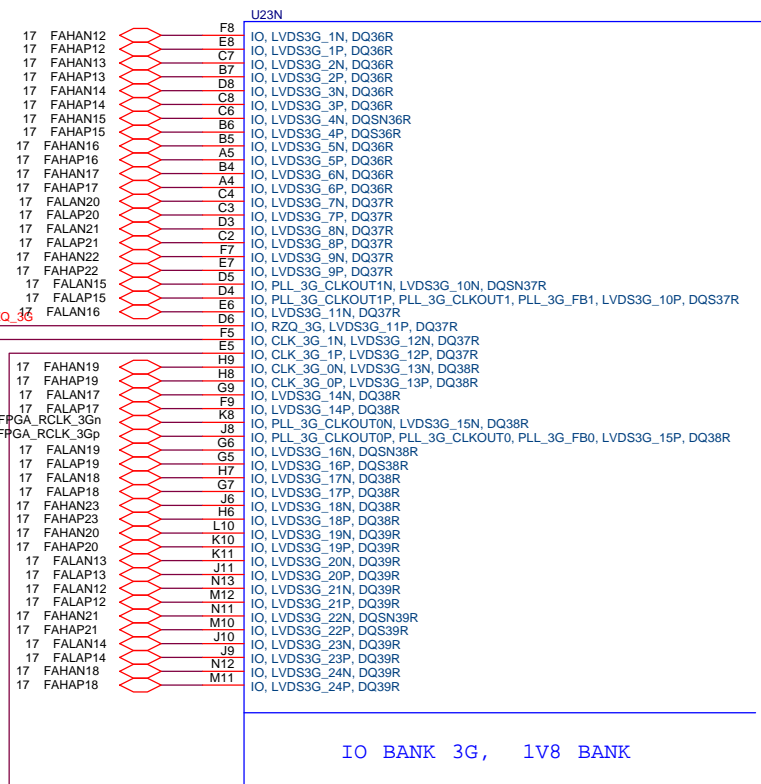 U23N
17 FAHAN12 F8 IO, LVDS3G_1N, DQ36R
17 FAHAP12 E8 IO, LVDS3G_1P, DQ36R
17 FAHAN13 C7 IO, LVDS3G_2N, DQ36R
17 FAHAP13 B7 IO, LVDS3G_2P, DQ36R
17 FAHAN14 D8 IO, LVDS3G_3N, DQ36R
17 FAHAP14 C8 IO, LVDS3G_3P, DQ36R
17 FAHAN15 C6 IO, LVDS3G_4N, DQSN36R
17 FAHAP15 B6 IO, LVDS3G_4P, DQS36R
17 FAHAN16 B5 IO, LVDS3G_5N, DQ36R
17 FAHAP16 A5 IO, LVDS3G_5P, DQ36R
17 FAHAN17 B4 IO, LVDS3G_6N, DQ36R
17 FAHAP17 A4 IO, LVDS3G_6P, DQ36R
17 FALAN20 C4 IO, LVDS3G_7N, DQ37R
17 FALAP20 C3 IO, LVDS3G_7P, DQ37R
17 FALAN21 D3 IO, LVDS3G_8N, DQ37R
17 FALAP21 C2 IO, LVDS3G_8P, DQ37R
17 FAHAN22 F7 IO, LVDS3G_9N, DQ37R
17 FAHAP22 E7 IO, LVDS3G_9P, DQ37R
17 FALAN15 D5 IO, PLL_3G_CLKOUT1N, LVDS3G_10N, DQSN37R
17 FALAP15 D4 IO, PLL_3G_CLKOUT1P, PLL_3G_CLKOUT1, PLL_3G_FB1, LVDS3G_10P, DQS37R
17 FALAN16 E6 IO, LVDS3G_11N, DQ37R
Q_3G D6 IO, RZQ_3G, LVDS3G_11P, DQ37R
F5 IO, CLK_3G_1N, LVDS3G_12N, DQ37R
E5 IO, CLK_3G_1P, LVDS3G_12P, DQ37R
17 FAHAN19 H9 IO, CLK_3G_0N, LVDS3G_13N, DQ38R
17 FAHAP19 H8 IO, CLK_3G_0P, LVDS3G_13P, DQ38R
17 FALAN17 G9 IO, LVDS3G_14N, DQ38R
17 FALAP17 F9 IO, LVDS3G_14P, DQ38R
FPGA_RCLK_3Gn K8 IO, PLL_3G_CLKOUT0N, LVDS3G_15N, DQ38R
FPGA_RCLK_3Gp J8 IO, PLL_3G_CLKOUT0P, PLL_3G_CLKOUT0, PLL_3G_FB0, LVDS3G_15P, DQ38R
17 FALAN19 G6 IO, LVDS3G_16N, DQSN38R
17 FALAP19 G5 IO, LVDS3G_16P, DQS38R
17 FALAN18 H7 IO, LVDS3G_17N, DQ38R
17 FALAP18 G7 IO, LVDS3G_17P, DQ38R
17 FAHAN23 J6 IO, LVDS3G_18N, DQ38R
17 FAHAP23 H6 IO, LVDS3G_18P, DQ38R
17 FAHAN20 L10 IO, LVDS3G_19N, DQ39R
17 FAHAP20 K10 IO, LVDS3G_19P, DQ39R
17 FALAN13 K11 IO, LVDS3G_20N, DQ39R
17 FALAP13 J11 IO, LVDS3G_20P, DQ39R
17 FALAN12 N13 IO, LVDS3G_21N, DQ39R
17 FALAP12 M12 IO, LVDS3G_21P, DQ39R
17 FAHAN21 N11 IO, LVDS3G_22N, DQSN39R
17 FAHAP21 M10 IO, LVDS3G_22P, DQS39R
17 FALAN14 J10 IO, LVDS3G_23N, DQ39R
17 FALAP14 J9 IO, LVDS3G_23P, DQ39R
17 FAHAN18 N12 IO, LVDS3G_24N, DQ39R
17 FAHAP18 M11 IO, LVDS3G_24P, DQ39R
IO BANK 3G, 1V8 BANK